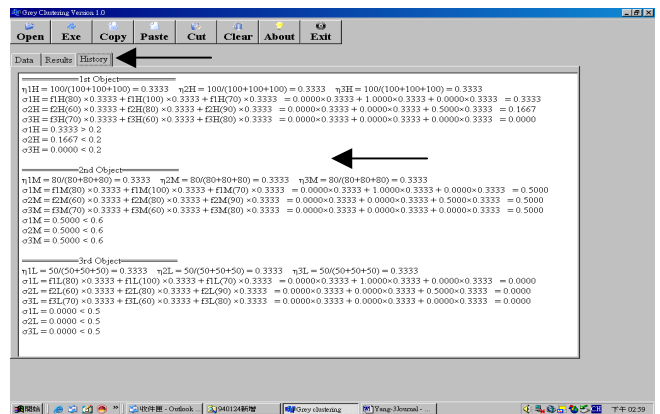 Grey Clustering Version 1.0
Open Exe Copy Paste Cut Clear About Exit
Data Results History
1st Object
η1H = 100/(100+100+100) = 0.3333 η2H = 100/(100+100+100) = 0.3333 η3H = 100/(100+100+100) = 0.3333
σ1H = f1H(80) ×0.3333 + f1H(100) ×0.3333 + f1H(70) ×0.3333 = 0.0000×0.3333 + 1.0000×0.3333 + 0.0000×0.3333 = 0.3333
σ2H = f2H(60) ×0.3333 + f2H(80) ×0.3333 + f2H(90) ×0.3333 = 0.0000×0.3333 + 0.0000×0.3333 + 0.5000×0.3333 = 0.1667
σ3H = f3H(70) ×0.3333 + f3H(60) ×0.3333 + f3H(80) ×0.3333 = 0.0000×0.3333 + 0.0000×0.3333 + 0.0000×0.3333 = 0.0000
σ1H = 0.3333 > 0.2
σ2H = 0.1667 < 0.2
σ3H = 0.0000 < 0.2
2nd Object
η1M = 80/(80+80+80) = 0.3333 η2M = 80/(80+80+80) = 0.3333 η3M = 80/(80+80+80) = 0.3333
σ1M = f1M(80) ×0.3333 + f1M(100) ×0.3333 + f1M(70) ×0.3333 = 0.0000×0.3333 + 1.0000×0.3333 + 0.0000×0.3333 = 0.5000
σ2M = f2M(60) ×0.3333 + f2M(80) ×0.3333 + f2M(90) ×0.3333 = 0.0000×0.3333 + 0.0000×0.3333 + 0.5000×0.3333 = 0.5000
σ3M = f3M(70) ×0.3333 + f3M(60) ×0.3333 + f3M(80) ×0.3333 = 0.0000×0.3333 + 0.0000×0.3333 + 0.0000×0.3333 = 0.5000
σ1M = 0.5000 < 0.6
σ2M = 0.5000 < 0.6
σ3M = 0.5000 < 0.6
3rd Object
η1L = 50/(50+50+50) = 0.3333 η2L = 50/(50+50+50) = 0.3333 η3L = 50/(50+50+50) = 0.3333
σ1L = f1L(80) ×0.3333 + f1L(100) ×0.3333 + f1L(70) ×0.3333 = 0.0000×0.3333 + 1.0000×0.3333 + 0.0000×0.3333 = 0.0000
σ2L = f2L(60) ×0.3333 + f2L(80) ×0.3333 + f2L(90) ×0.3333 = 0.0000×0.3333 + 0.0000×0.3333 + 0.5000×0.3333 = 0.0000
σ3L = f3L(70) ×0.3333 + f3L(60) ×0.3333 + f3L(80) ×0.3333 = 0.0000×0.3333 + 0.0000×0.3333 + 0.0000×0.3333 = 0.0000
σ1L = 0.0000 < 0.5
σ2L = 0.0000 < 0.5
σ3L = 0.0000 < 0.5
開始 收件匣 - Outlook ... 940124新增 Grey clustering Yang-3Journal - ... CH 下午 02:59